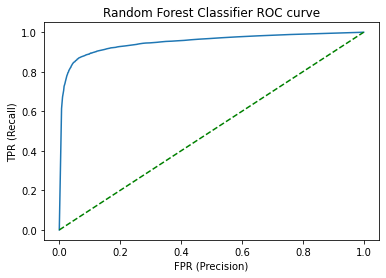 Random Forest Classifier ROC curve
TPR (Recall)
1.0
0.8
0.6
0.4
0.2
0.0
0.0 0.2 0.4 0.6 0.8 1.0
FPR (Precision)